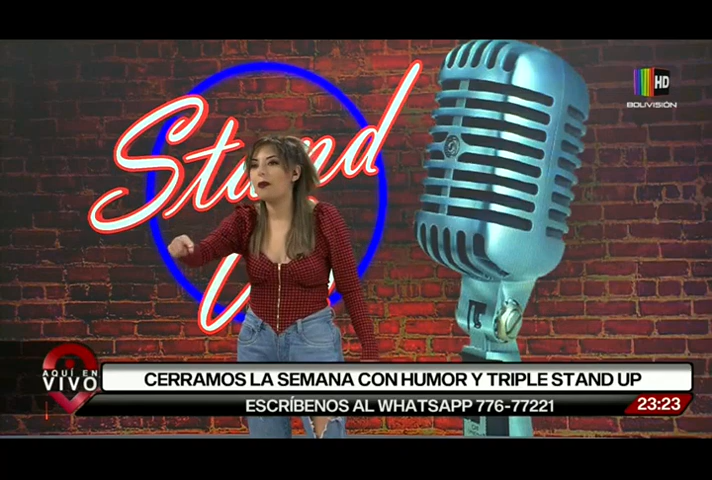 HD
BOLIVISIÓN
Stand
AQUÍ EN
VIVO
CERRAMOS LA SEMANA CON HUMOR Y TRIPLE STAND UP
ESCRÍBENOS AL WHATSAPP 776-77221
23:23